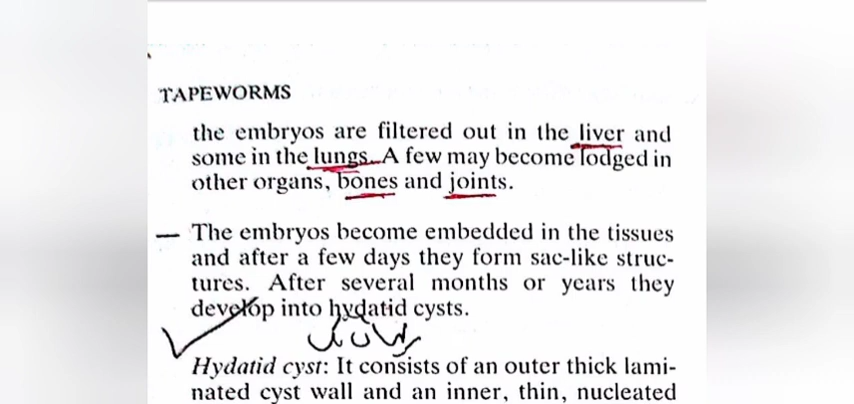 TAPEWORMS
the embryos are filtered out in the liver and
some in the lungs. A few may become lodged in
other organs, bones and joints.
— The embryos become embedded in the tissues
and after a few days they form sac-like struc-
tures. After several months or years they
develop into hydatid cysts.
Hydatid cyst: It consists of an outer thick lami-
nated cyst wall and an inner, thin, nucleated